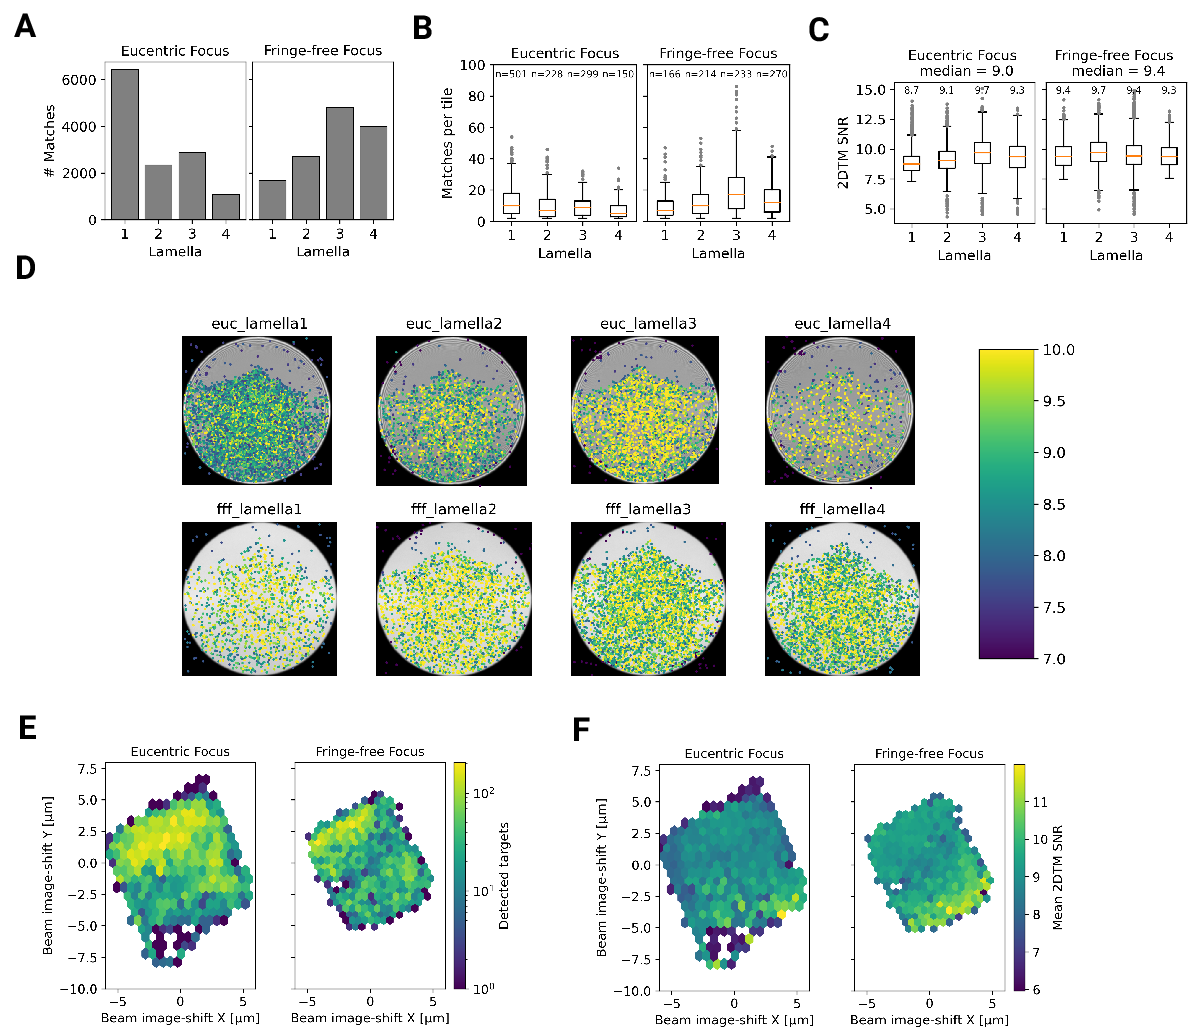 A
Eucentric Focus Fringe-free Focus
# Matches
6000
4000
2000
0
1 2 3 4 1 2 3 4
Lamella Lamella
B
Eucentric Focus Fringe-free Focus
Matches per tile
100
80
60
40
20
0
n=501 n=228 n=299 n=150 n=166 n=214 n=233 n=270
1 2 3 4 1 2 3 4
Lamella Lamella
C
Eucentric Focus Fringe-free Focus
median = 9.0 median = 9.4
2DTM SNR
15.0
12.5
10.0
7.5
5.0
8.7 9.1 9.7 9.3 9.4 9.7 9.4 9.3
1 2 3 4 1 2 3 4
Lamella Lamella
D
euc_lamella1 euc_lamella2 euc_lamella3 euc_lamella4
fff_lamella1 fff_lamella2 fff_lamella3 fff_lamella4
10.0
9.5
9.0
8.5
8.0
7.5
7.0
E
Eucentric Focus Fringe-free Focus
Beam image-shift Y [μm]
7.5
5.0
2.5
0.0
−2.5
−5.0
−7.5
−10.0
−5 0 5 −5 0 5
Beam image-shift X [μm] Beam image-shift X [μm]
10²
10¹
10⁰
Detected targets
F
Eucentric Focus Fringe-free Focus
Beam image-shift Y [μm]
7.5
5.0
2.5
0.0
−2.5
−5.0
−7.5
−10.0
−5 0 5 −5 0 5
Beam image-shift X [μm] Beam image-shift X [μm]
11
10
9
8
7
6
Mean 2DTM SNR